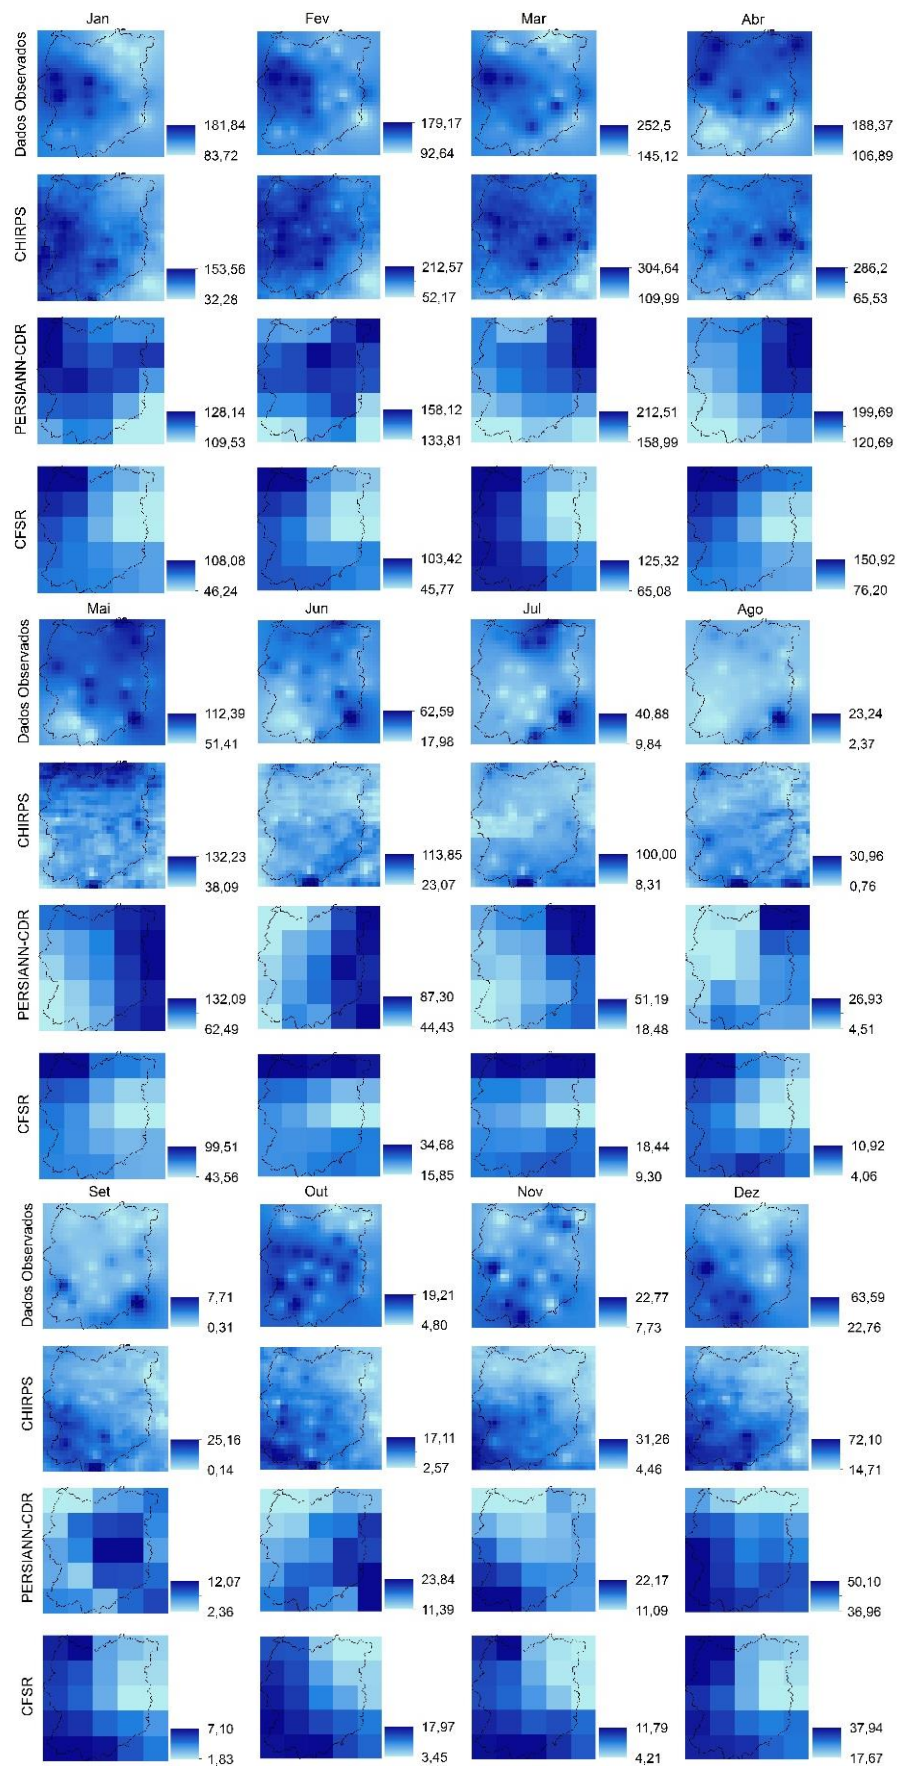 Jan Fev Mar Abr
Dados Observados
181,84 179,17 252,5 188,37
83,72 92,64 145,12 106,89
CHIRPS
153,56 212,57 304,64 286,2
32,28 52,17 109,99 65,53
PERSIANN-CDR
128,14 158,12 212,51 199,69
109,53 133,81 158,99 120,69
CFSR
108,08 103,42 125,32 150,92
46,24 45,77 65,08 76,20
Mai Jun Jul Ago
Dados Observados
112,39 62,59 40,88 23,24
51,41 17,98 9,84 2,37
CHIRPS
132,23 113,85 100,00 30,96
38,09 23,07 8,31 0,76
PERSIANN-CDR
132,09 87,30 51,19 26,93
62,49 44,43 18,48 4,51
CFSR
99,51 34,68 18,44 10,92
43,56 15,85 9,30 4,06
Set Out Nov Dez
Dados Observados
7,71 19,21 22,77 63,59
0,31 4,80 7,73 22,76
CHIRPS
25,16 17,11 31,26 72,10
0,14 2,57 4,46 14,71
PERSIANN-CDR
12,07 23,84 22,17 50,10
2,36 11,39 11,09 36,96
CFSR
7,10 17,97 11,79 37,94
1,83 3,45 4,21 17,67